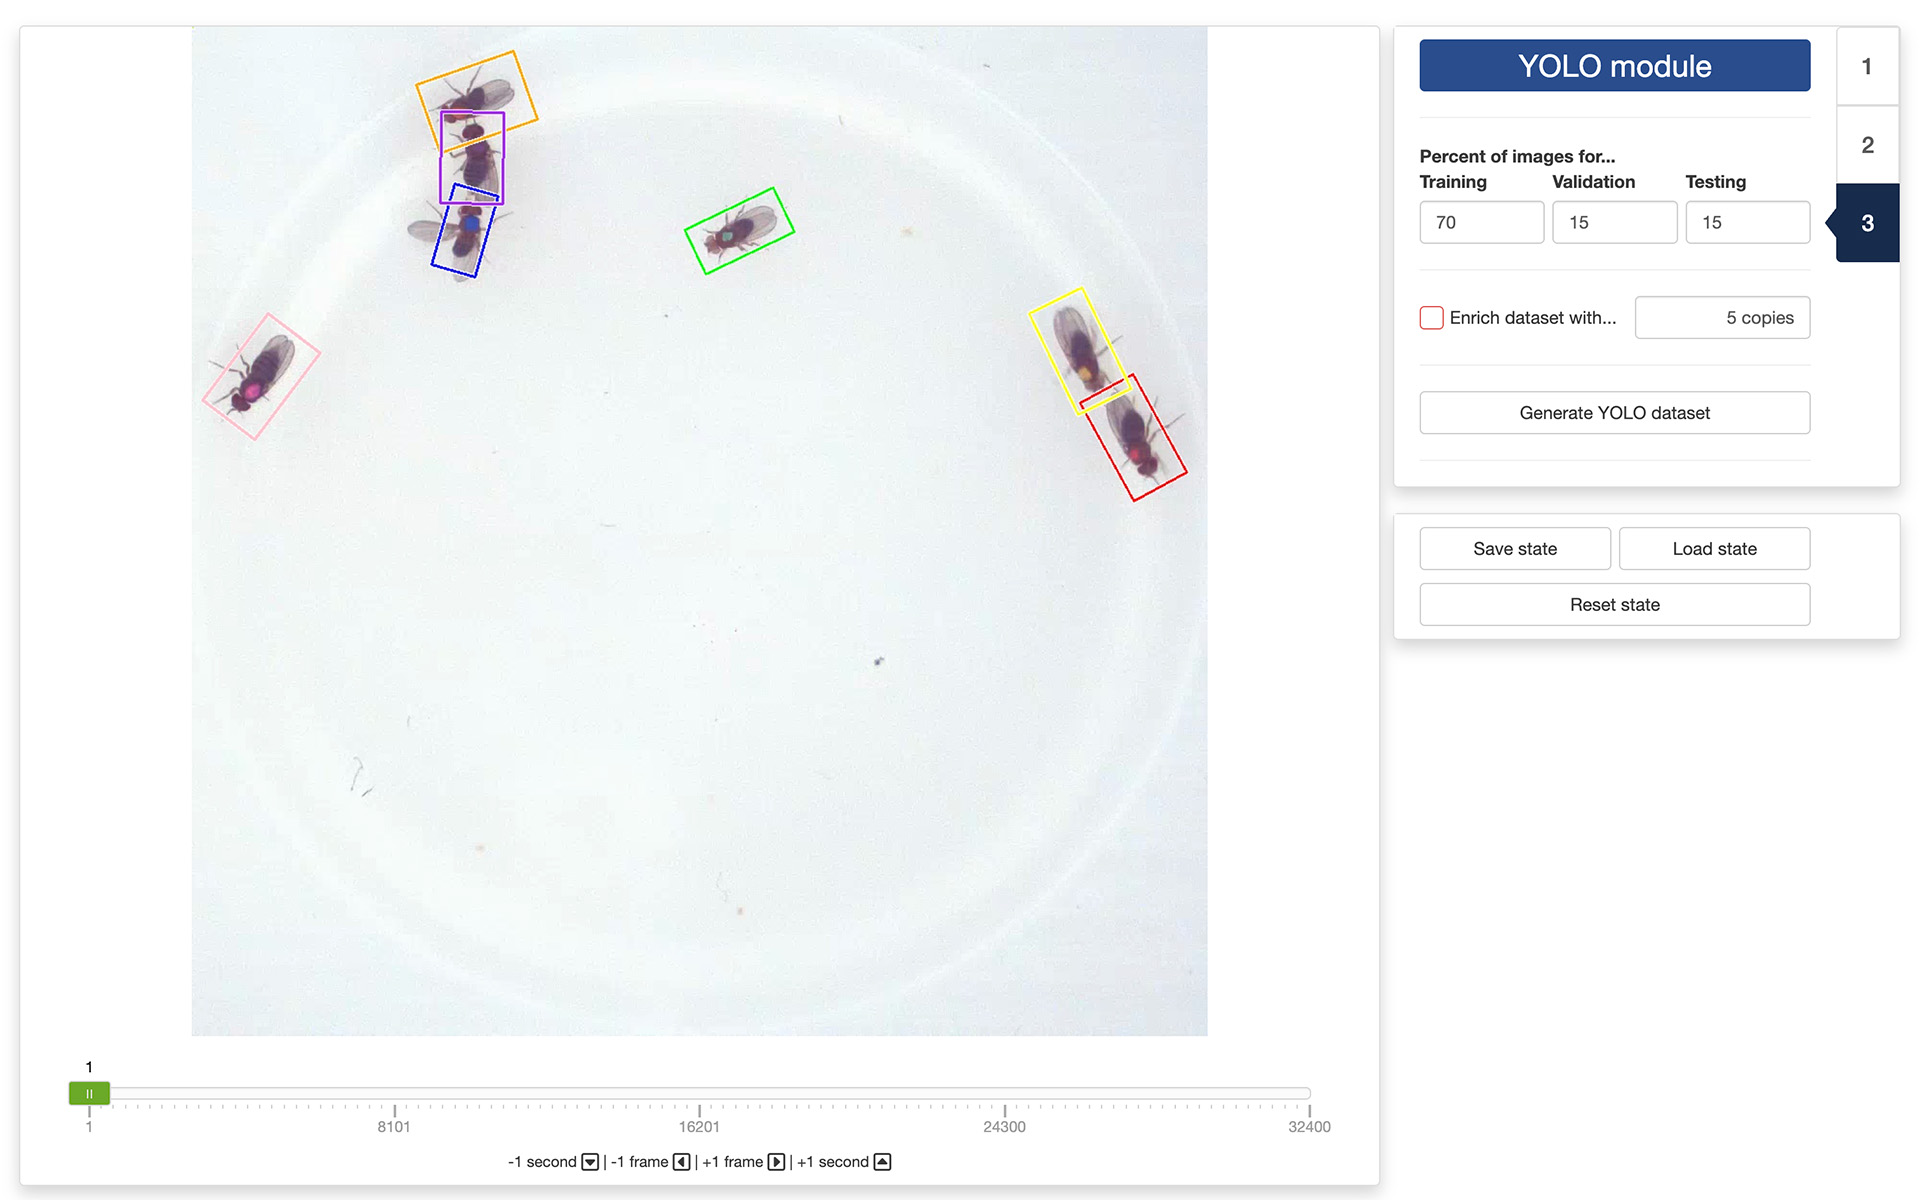 YOLO module
1
2
3
Percent of images for...
Training Validation Testing
70 15 15
Enrich dataset with... 5 copies
Generate YOLO dataset
Save state Load state
Reset state
1
1 8101 16201 24300 32400
-1 second | -1 frame | +1 frame | +1 second